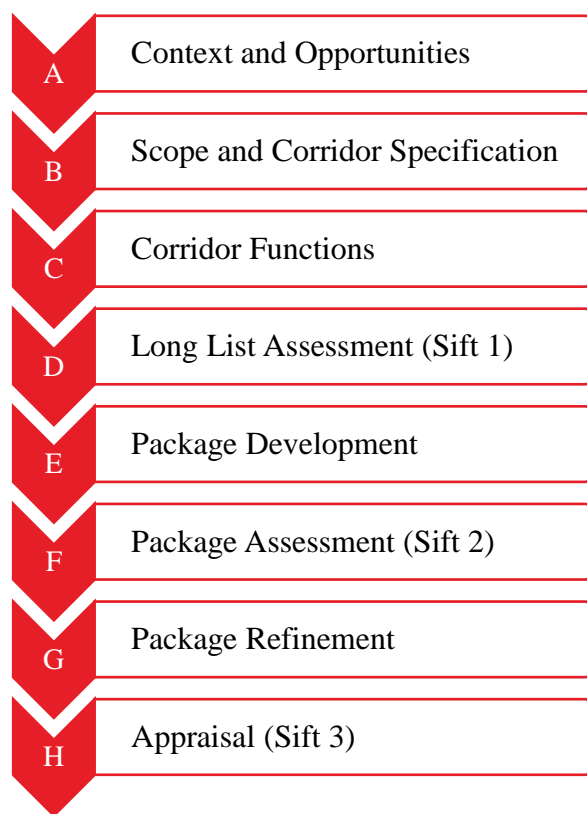 A
Context and Opportunities
B
Scope and Corridor Specification
C
Corridor Functions
D
Long List Assessment (Sift 1)
E
Package Development
F
Package Assessment (Sift 2)
G
Package Refinement
H
Appraisal (Sift 3)